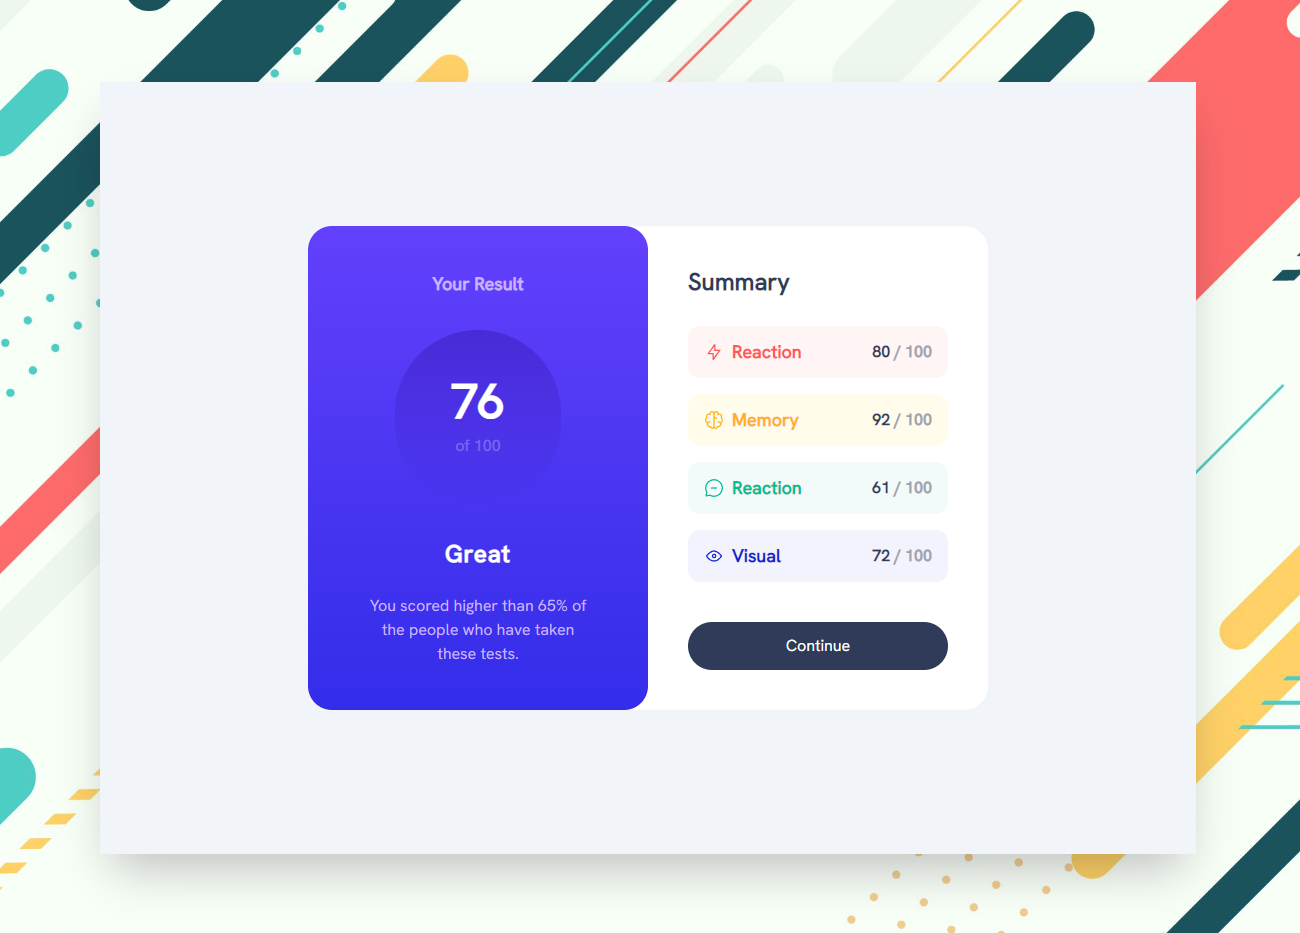 Your Result
76
of 100
Great
You scored higher than 65% of
the people who have taken
these tests.
Summary
Reaction 80 / 100
Memory 92 / 100
Reaction 61 / 100
Visual 72 / 100
Continue